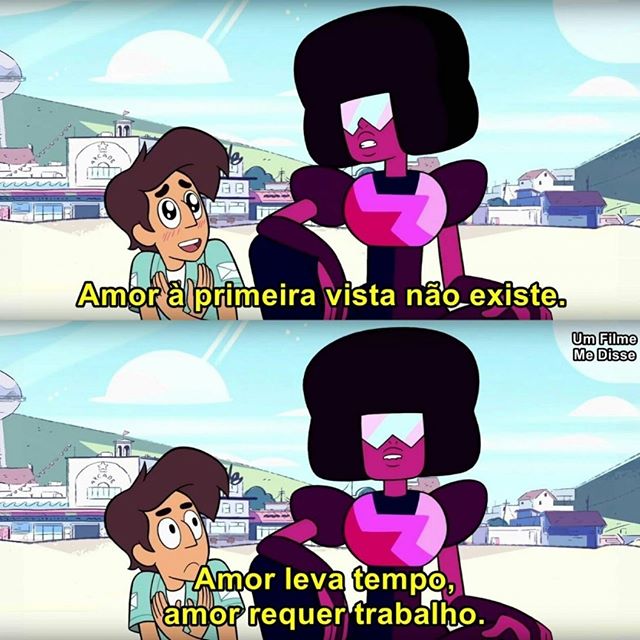 Amor à primeira vista não existe.
Um Filme
Me Disse
Amor leva tempo,
amor requer trabalho.